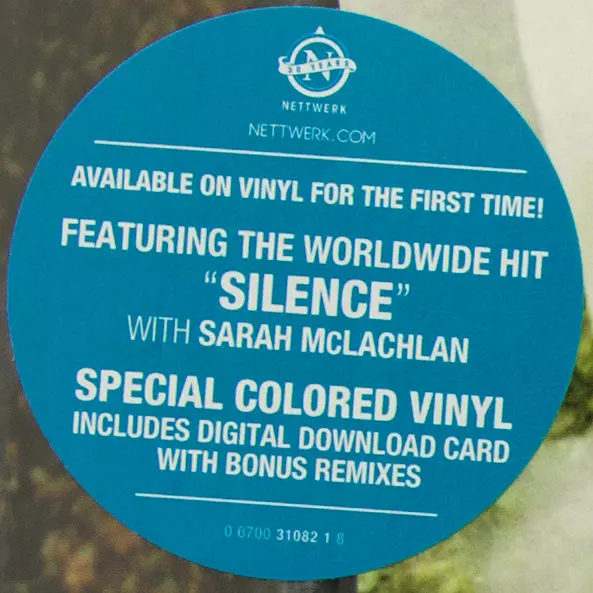 30 YEARS
N
NETTWERK
NETTWERK.COM
AVAILABLE ON VINYL FOR THE FIRST TIME!
FEATURING THE WORLDWIDE HIT
“SILENCE”
WITH SARAH MCLACHLAN
SPECIAL COLORED VINYL
INCLUDES DIGITAL DOWNLOAD CARD
WITH BONUS REMIXES
0 6700 31082 1 8